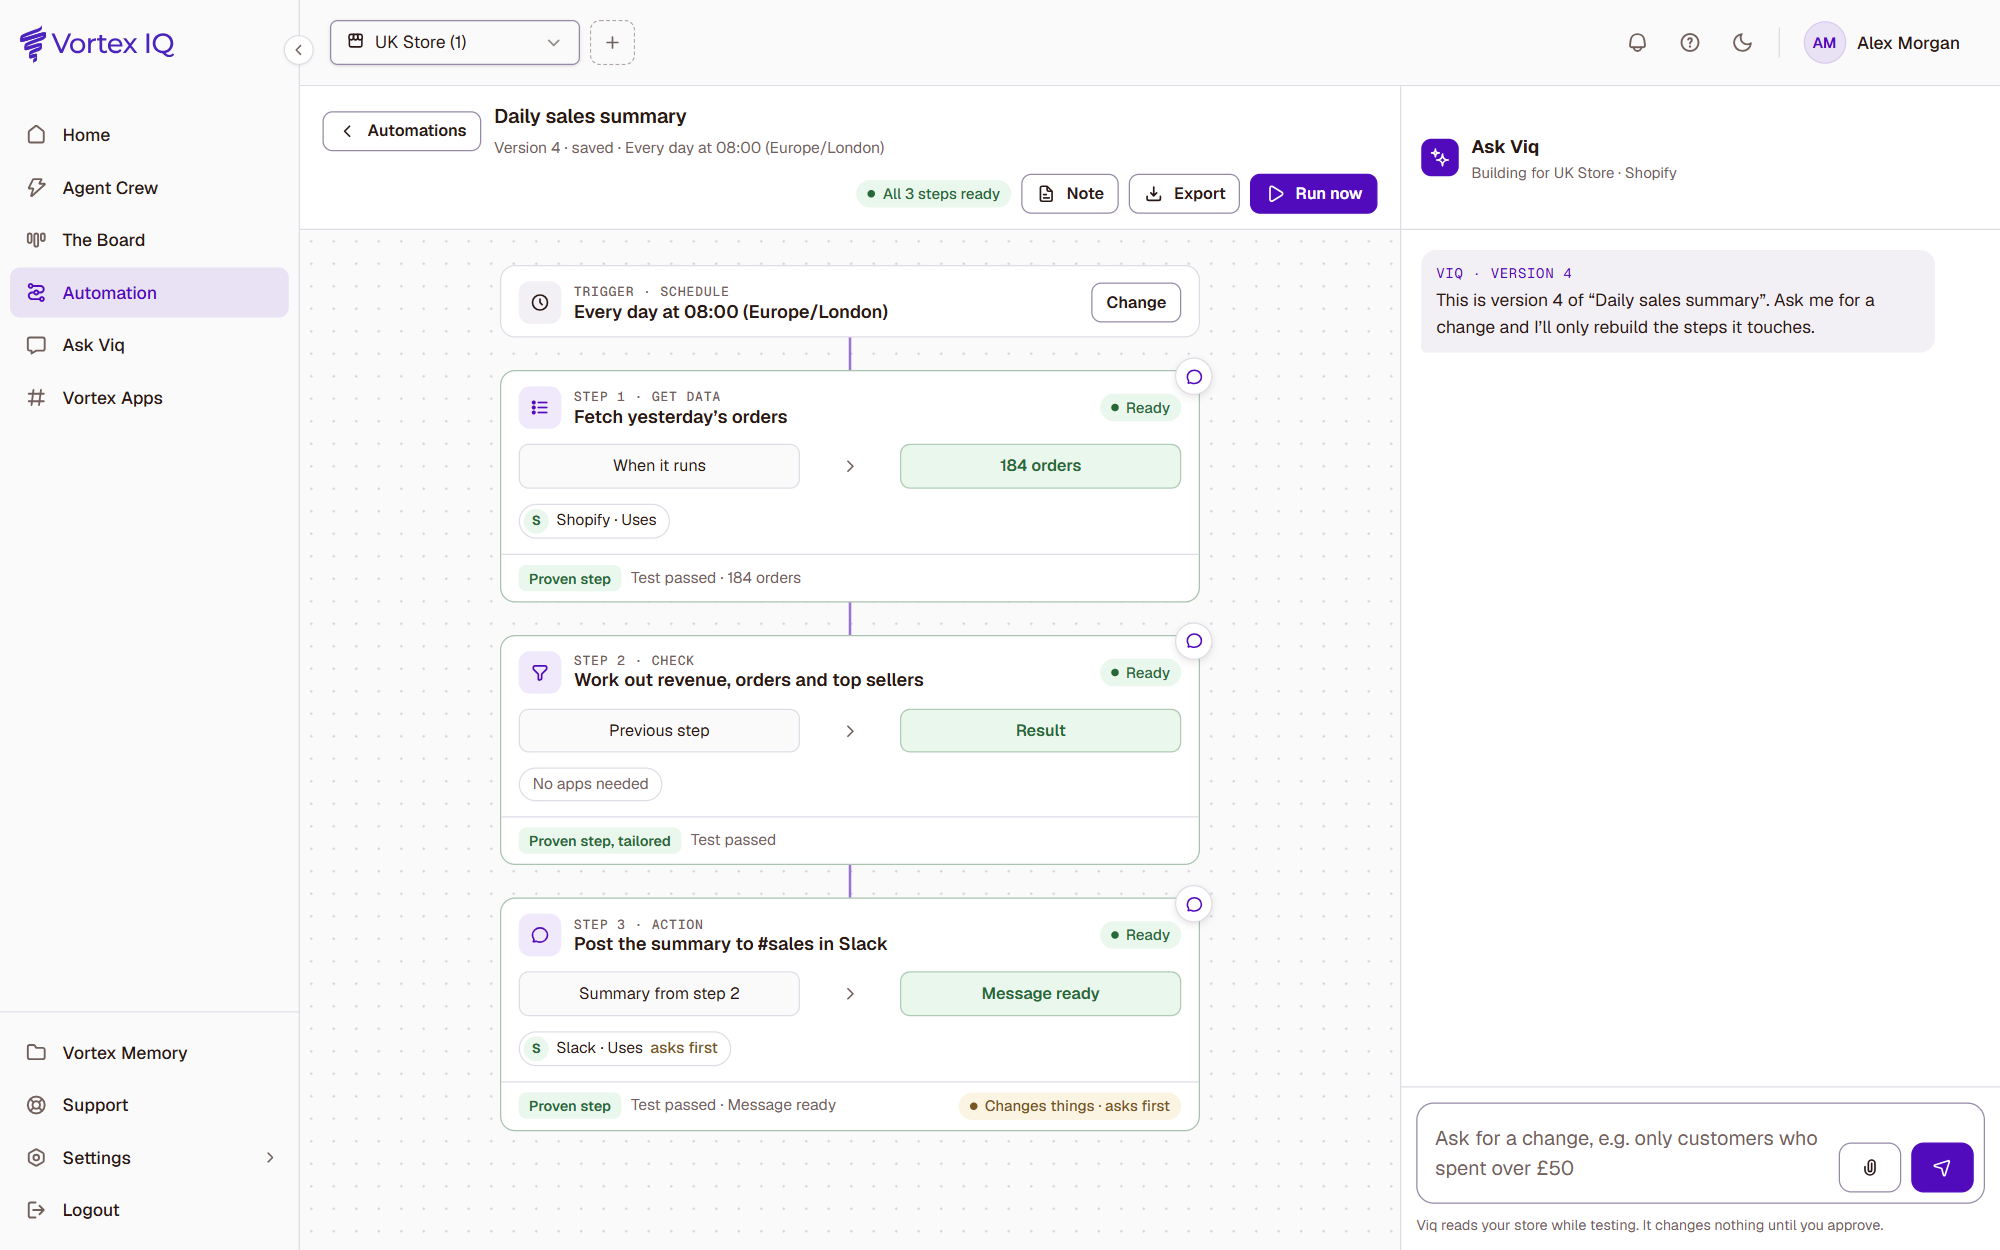 Vortex IQ
UK Store (1)
AM
Alex Morgan
Home
Agent Crew
The Board
Automation
Ask Viq
Vortex Apps
Vortex Memory
Support
Settings
Logout
Automations
Daily sales summary
Version 4 · saved · Every day at 08:00 (Europe/London)
All 3 steps ready
Note
Export
Run now
TRIGGER · SCHEDULE
Every day at 08:00 (Europe/London)
Change
STEP 1 · GET DATA
Fetch yesterday’s orders
Ready
When it runs
184 orders
S
Shopify · Uses
Proven step
Test passed · 184 orders
STEP 2 · CHECK
Work out revenue, orders and top sellers
Ready
Previous step
Result
No apps needed
Proven step, tailored
Test passed
STEP 3 · ACTION
Post the summary to #sales in Slack
Ready
Summary from step 2
Message ready
S
Slack · Uses asks first
Proven step
Test passed · Message ready
Changes things · asks first
Ask Viq
Building for UK Store · Shopify
VIQ · VERSION 4
This is version 4 of “Daily sales summary”. Ask me for a
change and I’ll only rebuild the steps it touches.
Ask for a change, e.g. only customers who
spent over £50
Viq reads your store while testing. It changes nothing until you approve.